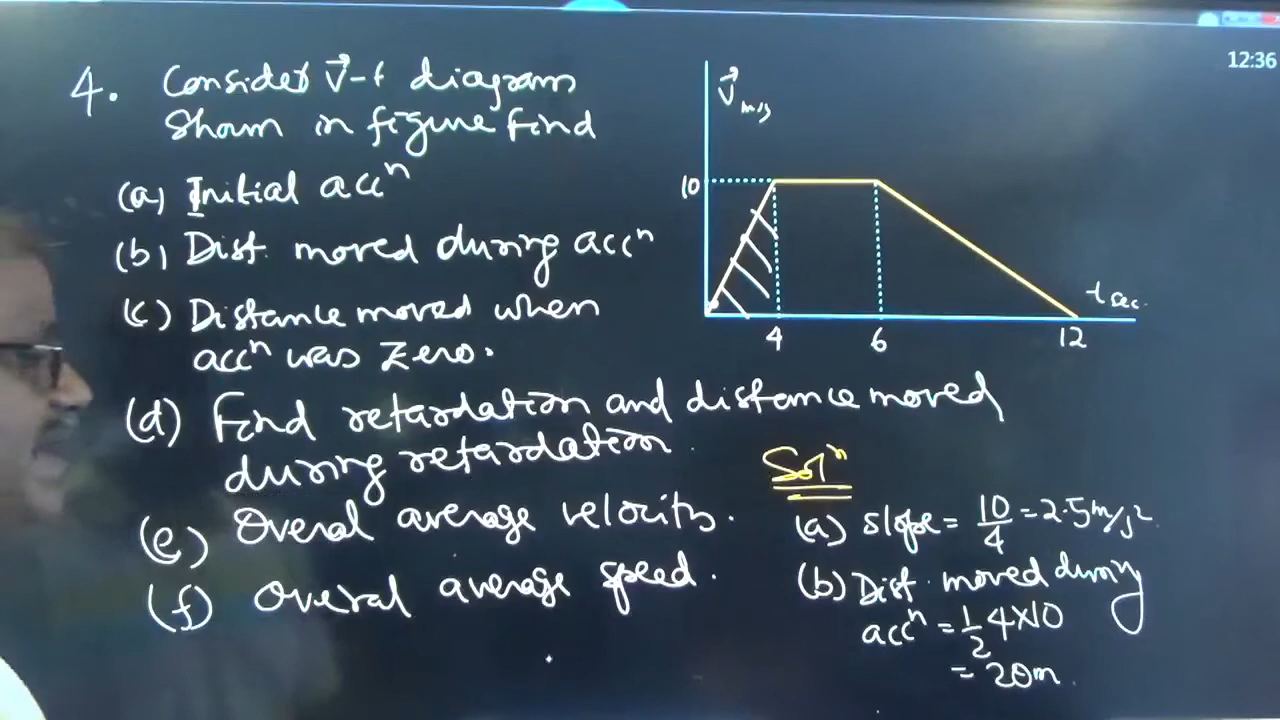 12:36
4. Consider V⃗-t diagram
Shown in figure find
(a) Initial accⁿ
(b) Dist. moved during accⁿ
(c) Distance moved when
accⁿ was zero.
(d) Find retardation and distance moved
during retardation.
(e) Overal average velocity.
(f) Overal average speed.
V⃗ m/s
10
4
6
12
t sec.
Solⁿ
(a) slope = 10/4 = 2.5 m/s²
(b) Dist. moved during
accⁿ = 1/2 4×10
= 20m